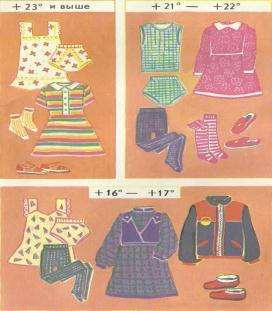 + 23° и выше
+ 21° — + 22°
+ 16° — + 17°